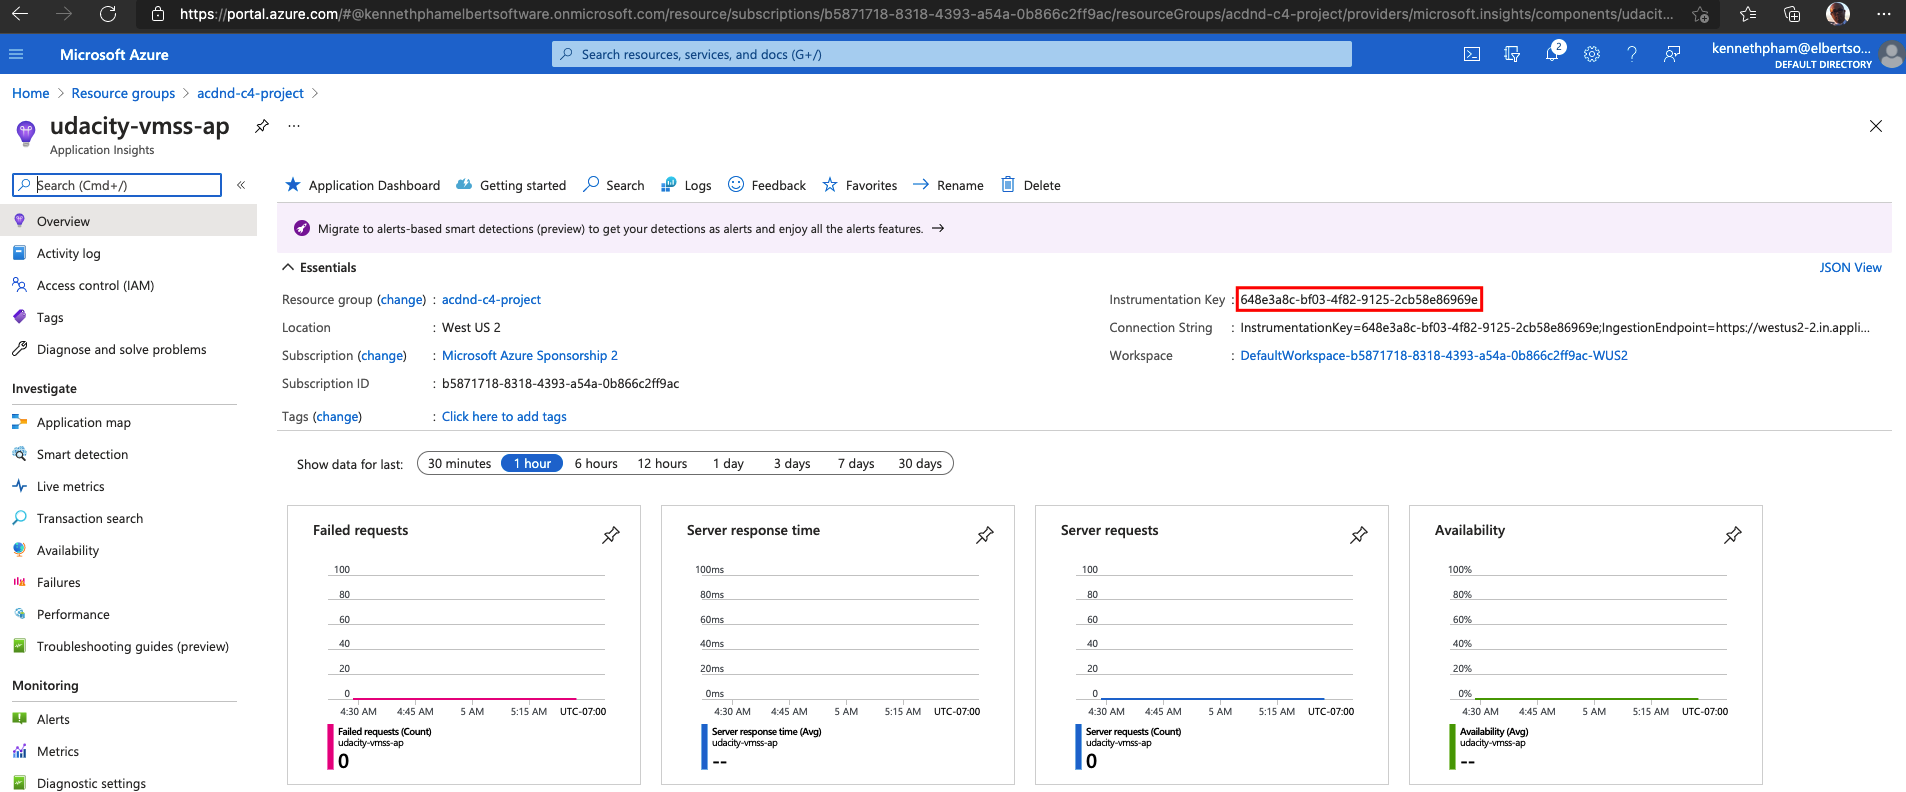 https://portal.azure.com/#@kennethphamelbertsoftware.onmicrosoft.com/resource/subscriptions/b5871718-8318-4393-a54a-0b866c2ff9ac/resourceGroups/acdnd-c4-project/providers/microsoft.insights/components/udacit...
Microsoft Azure
Search resources, services, and docs (G+/)
2
kennethpham@elbertso...
DEFAULT DIRECTORY
Home > Resource groups > acdnd-c4-project >
udacity-vmss-ap
Application Insights
Search (Cmd+/)
Overview
Activity log
Access control (IAM)
Tags
Diagnose and solve problems
Investigate
Application map
Smart detection
Live metrics
Transaction search
Availability
Failures
Performance
Troubleshooting guides (preview)
Monitoring
Alerts
Metrics
Diagnostic settings
Application Dashboard Getting started Search Logs Feedback Favorites Rename Delete
Migrate to alerts-based smart detections (preview) to get your detections as alerts and enjoy all the alerts features. →
Essentials
JSON View
Resource group (change) : acdnd-c4-project
Location : West US 2
Subscription (change) : Microsoft Azure Sponsorship 2
Subscription ID : b5871718-8318-4393-a54a-0b866c2ff9ac
Tags (change) : Click here to add tags
Instrumentation Key : 648e3a8c-bf03-4f82-9125-2cb58e86969e
Connection String : InstrumentationKey=648e3a8c-bf03-4f82-9125-2cb58e86969e;IngestionEndpoint=https://westus2-2.in.appli...
Workspace : DefaultWorkspace-b5871718-8318-4393-a54a-0b866c2ff9ac-WUS2
Show data for last: 30 minutes 1 hour 6 hours 12 hours 1 day 3 days 7 days 30 days
Failed requests
100
80
60
40
20
0
4:30 AM 4:45 AM 5 AM 5:15 AM UTC-07:00
Failed requests (Count)
udacity-vmss-ap
0
Server response time
100ms
80ms
60ms
40ms
20ms
0ms
4:30 AM 4:45 AM 5 AM 5:15 AM UTC-07:00
Server response time (Avg)
udacity-vmss-ap
--
Server requests
100
80
60
40
20
0
4:30 AM 4:45 AM 5 AM 5:15 AM UTC-07:00
Server requests (Count)
udacity-vmss-ap
0
Availability
100%
80%
60%
40%
20%
0%
4:30 AM 4:45 AM 5 AM 5:15 AM UTC-07:00
Availability (Avg)
udacity-vmss-ap
--